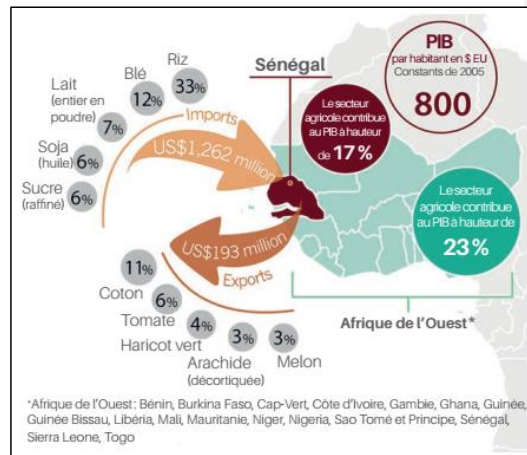 PIB
par habitant en $ EU
Constants de 2005
800
Sénégal
Le secteur
agricole contribue
au PIB à hauteur
de 17%
Le secteur
agricole contribue
au PIB à hauteur de
23%
Riz
33%
Blé
12%
Lait
(entier en
poudre)
7%
Soja
(huile)
6%
Sucre
(raffiné)
6%
Imports
US$1,262 million
US$193 million
Exports
11%
Coton
6%
Tomate
4%
Haricot vert
3%
Arachide
(décortiquée)
3%
Melon
Afrique de l'Ouest*
*Afrique de l'Ouest: Bénin, Burkina Faso, Cap-Vert, Côte d'Ivoire, Gambie, Ghana, Guinée,
Guinée Bissau, Libéria, Mali, Mauritanie, Niger, Nigeria, Sao Tomé et Principe, Sénégal,
Sierra Leone, Togo